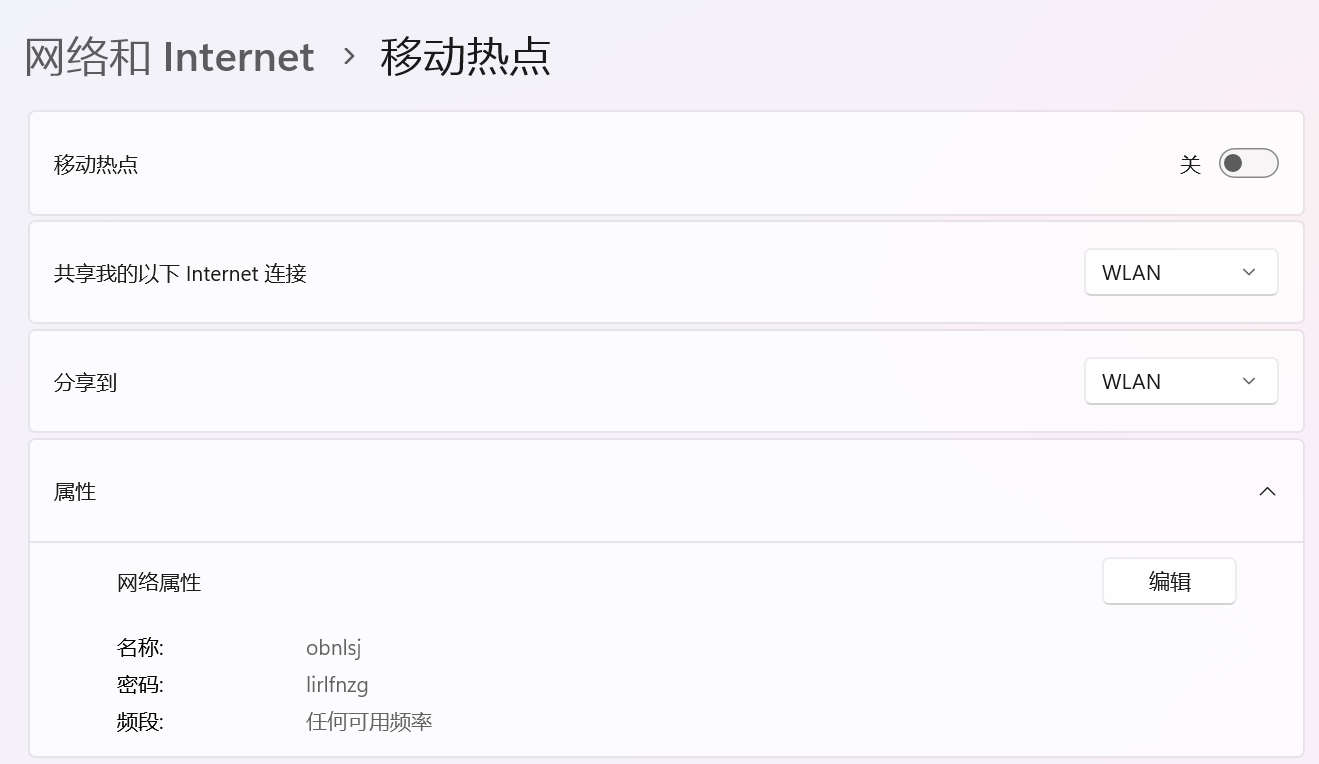 网络和 Internet › 移动热点
移动热点 关
共享我的以下 Internet 连接 WLAN
分享到 WLAN
属性
网络属性 编辑
名称: obnlsj
密码: lirlfnzg
频段: 任何可用频率